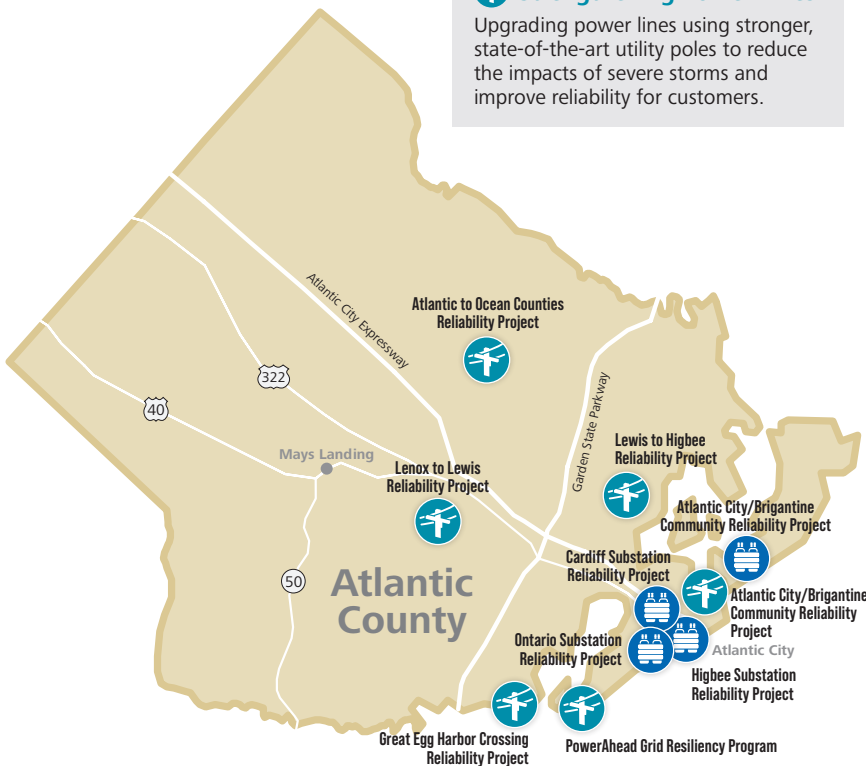 Upgrading power lines using stronger,
state-of-the-art utility poles to reduce
the impacts of severe storms and
improve reliability for customers.
Atlantic City Expressway
Atlantic to Ocean Counties
Reliability Project
322
40
Garden State Parkway
Mays Landing
Lenox to Lewis
Reliability Project
Lewis to Higbee
Reliability Project
Atlantic City/Brigantine
Community Reliability Project
Cardiff Substation
Reliability Project
50
Atlantic
County
Atlantic City/Brigantine
Community Reliability
Project
Ontario Substation
Reliability Project
Atlantic City
Higbee Substation
Reliability Project
Great Egg Harbor Crossing
Reliability Project
PowerAhead Grid Resiliency Program